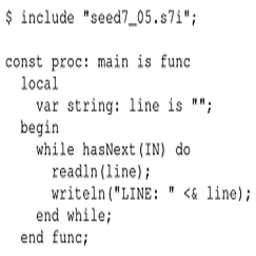 $ include "seed7_05.s7i";

const proc: main is func
  local
    var string: line is "";
  begin
    while hasNext(IN) do
      readln(line);
      writeln("LINE: " <& line);
    end while;
  end func;